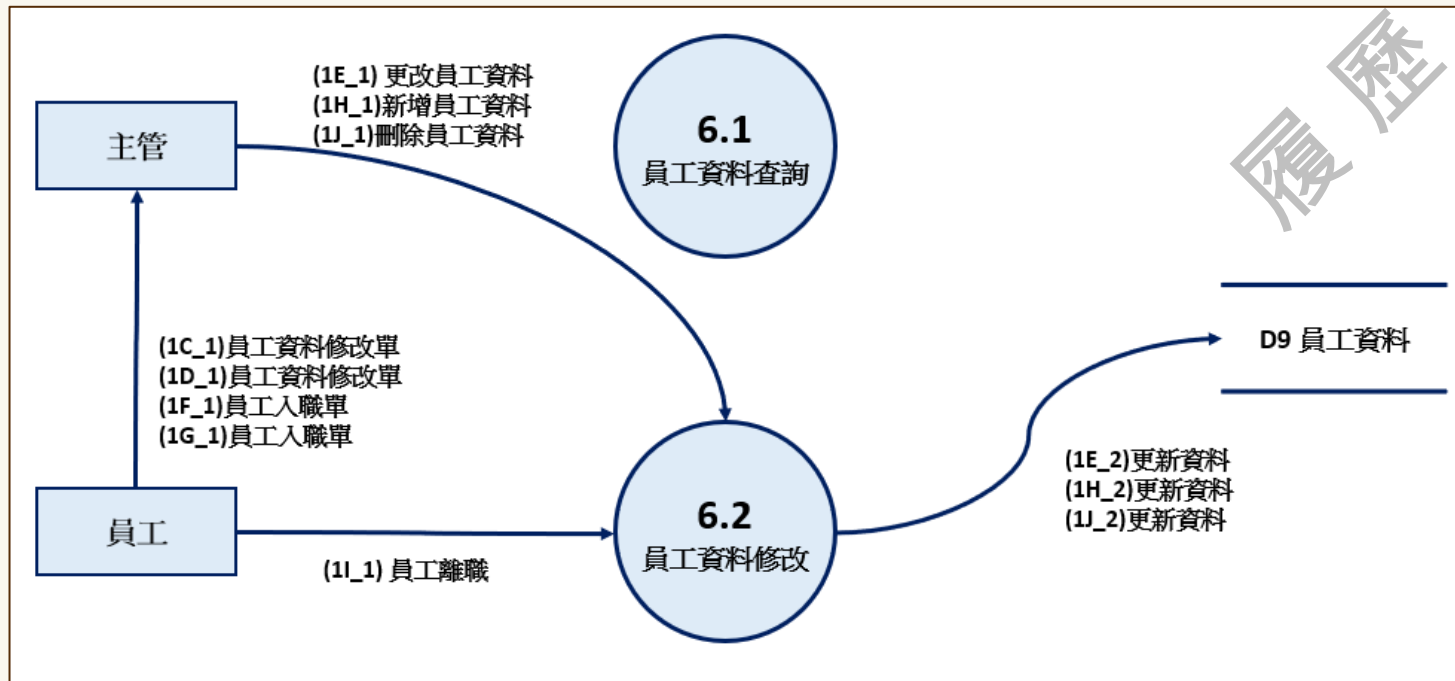 履歷
(1E_1) 更改員工資料
(1H_1)新增員工資料
(1J_1)刪除員工資料
主管
6.1
員工資料查詢
(1C_1)員工資料修改單
(1D_1)員工資料修改單
(1F_1)員工入職單
(1G_1)員工入職單
D9 員工資料
員工
(1I_1) 員工離職
6.2
員工資料修改
(1E_2)更新資料
(1H_2)更新資料
(1J_2)更新資料